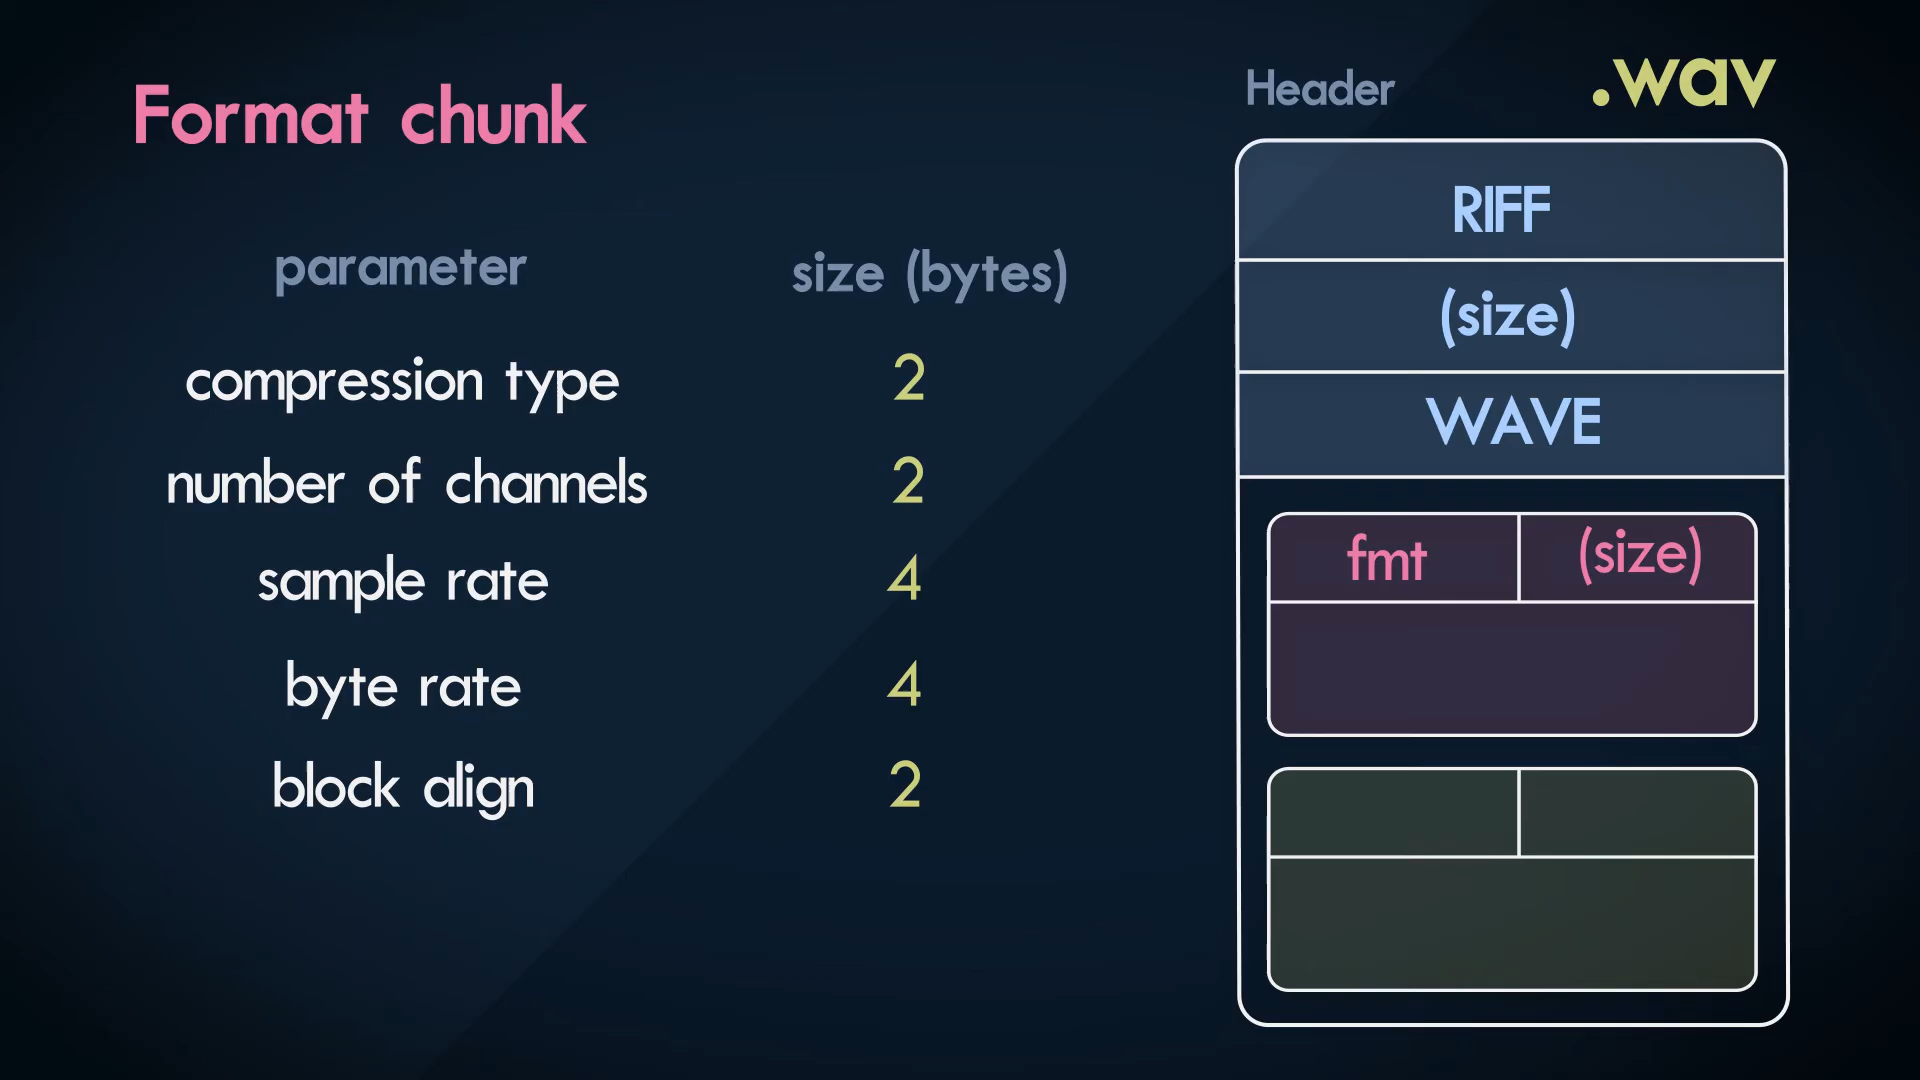 Format chunk
parameter size (bytes)
compression type 2
number of channels 2
sample rate 4
byte rate 4
block align 2
Header .wav
RIFF
(size)
WAVE
fmt (size)